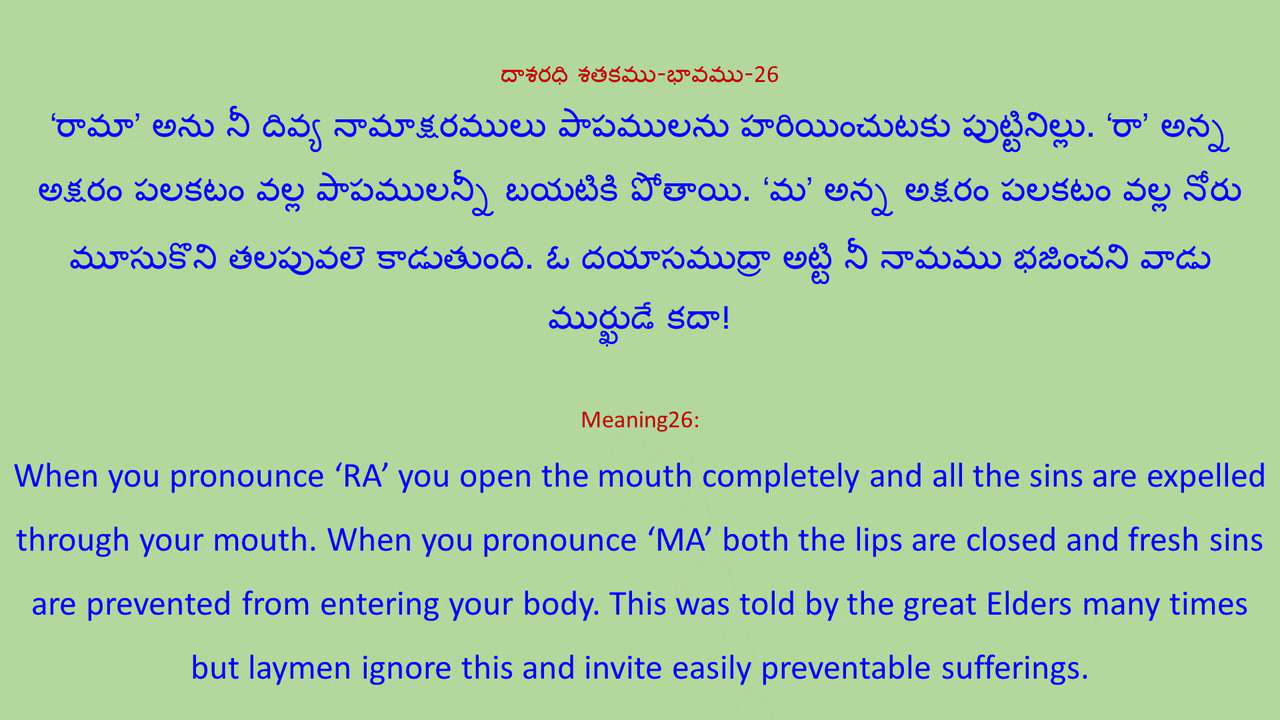 దాశరధి శతకము-భావము-26
‘రామా’ అను నీ దివ్య నామాక్షరములు పాపములను హరియించుటకు పుట్టినిల్లు. ‘రా’ అన్న
అక్షరం పలకటం వల్ల పాపములన్నీ బయటికి పోతాయి. ‘మ’ అన్న అక్షరం పలకటం వల్ల నోరు
మూసుకొని తలపువలె కాడుతుంది. ఓ దయాసముద్రా అట్టి నీ నామము భజించని వాడు
ముర్ఖుడే కదా!
Meaning26:
When you pronounce ‘RA’ you open the mouth completely and all the sins are expelled
through your mouth. When you pronounce ‘MA’ both the lips are closed and fresh sins
are prevented from entering your body. This was told by the great Elders many times
but laymen ignore this and invite easily preventable sufferings.